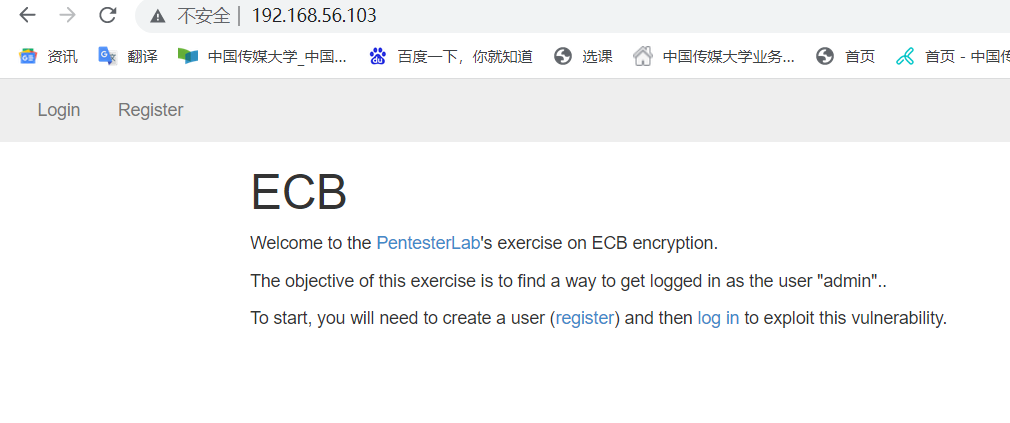 不安全 | 192.168.56.103
资讯 翻译 中国传媒大学_中国... 百度一下，你就知道 选课 中国传媒大学业务... 首页 首页 - 中国传
Login Register
ECB
Welcome to the PentesterLab's exercise on ECB encryption.
The objective of this exercise is to find a way to get logged in as the user "admin"..
To start, you will need to create a user (register) and then log in to exploit this vulnerability.